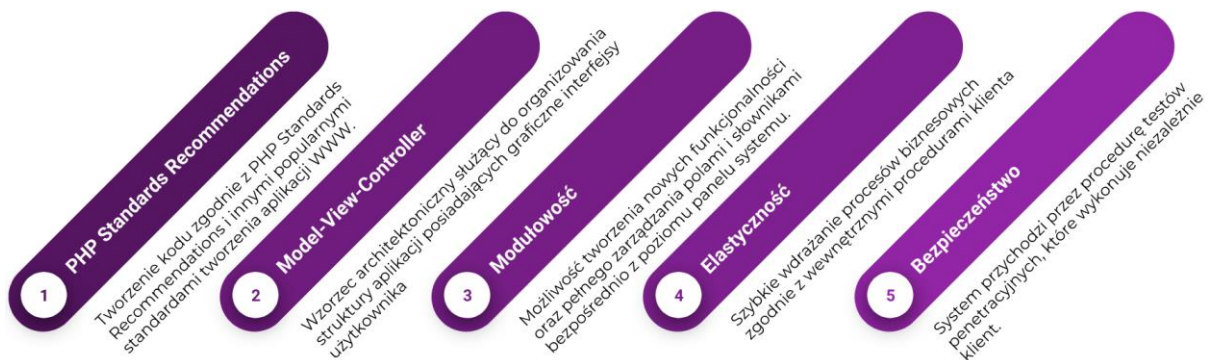 1
PHP Standards Recommendations
Tworzenie kodu zgodnie z PHP Standards
Recommendations i innymi popularnymi
standardami tworzenia aplikacji WWW.
2
Model-View-Controller
Wzorzec architektoniczny służący do organizowania
struktury aplikacji posiadających graficzne interfejsy
użytkownika
3
Modułowość
Możliwość tworzenia nowych funkcjonalności
oraz pełnego zarządzania polami i słownikami
bezpośrednio z poziomu panelu systemu.
4
Elastyczność
Szybkie wdrażanie procesów biznesowych
zgodnie z wewnętrznymi procedurami klienta
5
Bezpieczeństwo
System przychodzi przez procedurę testów
penetracyjnych, które wykonuje niezależnie
klient.